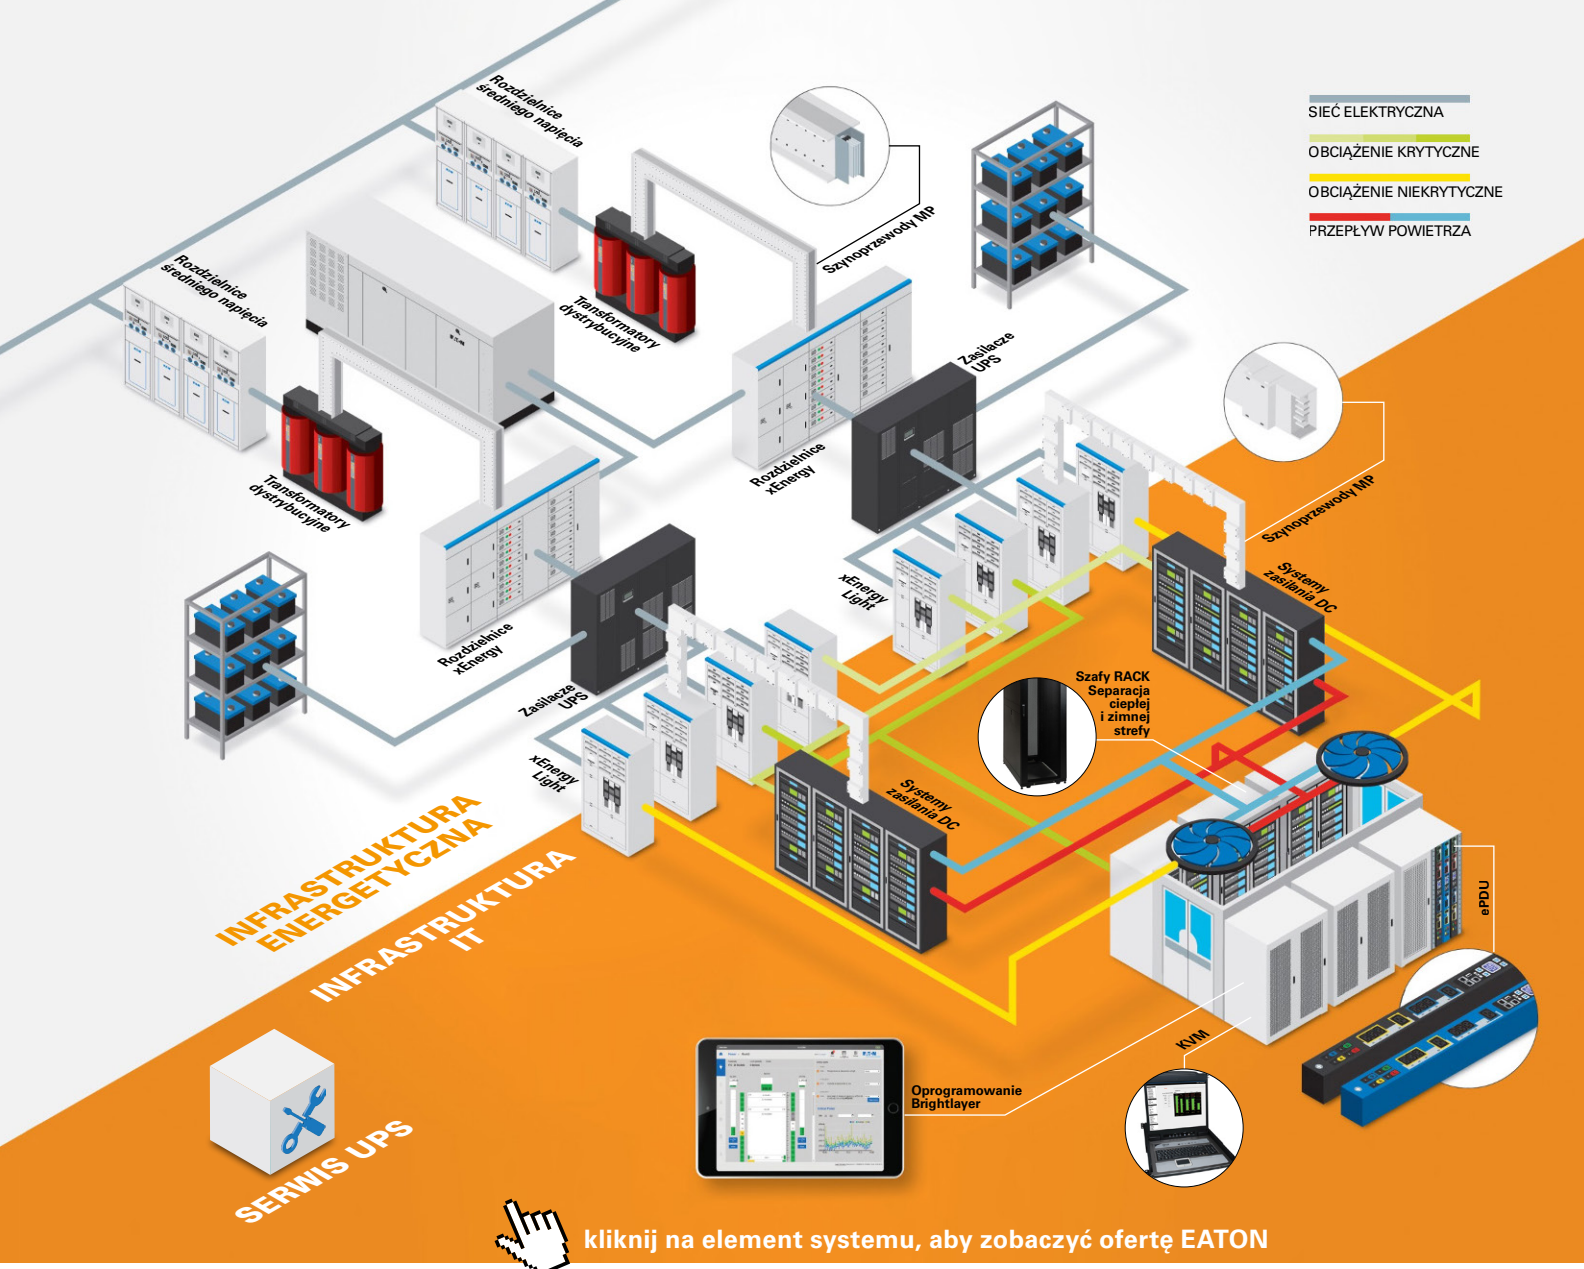 Rozdzielnice
średniego napięcia
SIEĆ ELEKTRYCZNA
OBCIĄŻENIE KRYTYCZNE
OBCIĄŻENIE NIEKRYTYCZNE
PRZEPŁYW POWIETRZA
Szynoprzewody MP
Rozdzielnice
średniego napięcia
Transformatory
dystrybucyjne
Zasilacze
UPS
Rozdzielnice
xEnergy
Transformatory
dystrybucyjne
Szynoprzewody MP
xEnergy
Light
Systemy
zasilania DC
Rozdzielnice
xEnergy
Zasilacze
UPS
Szafy RACK
Separacja
ciepłej
i zimnej
strefy
xEnergy
Light
Systemy
zasilania DC
INFRASTRUKTURA
ENERGETYCZNA
INFRASTRUKTURA
IT
ePDU
KVM
Oprogramowanie
Brightlayer
SERWIS UPS
kliknij na element systemu, aby zobaczyć ofertę EATON